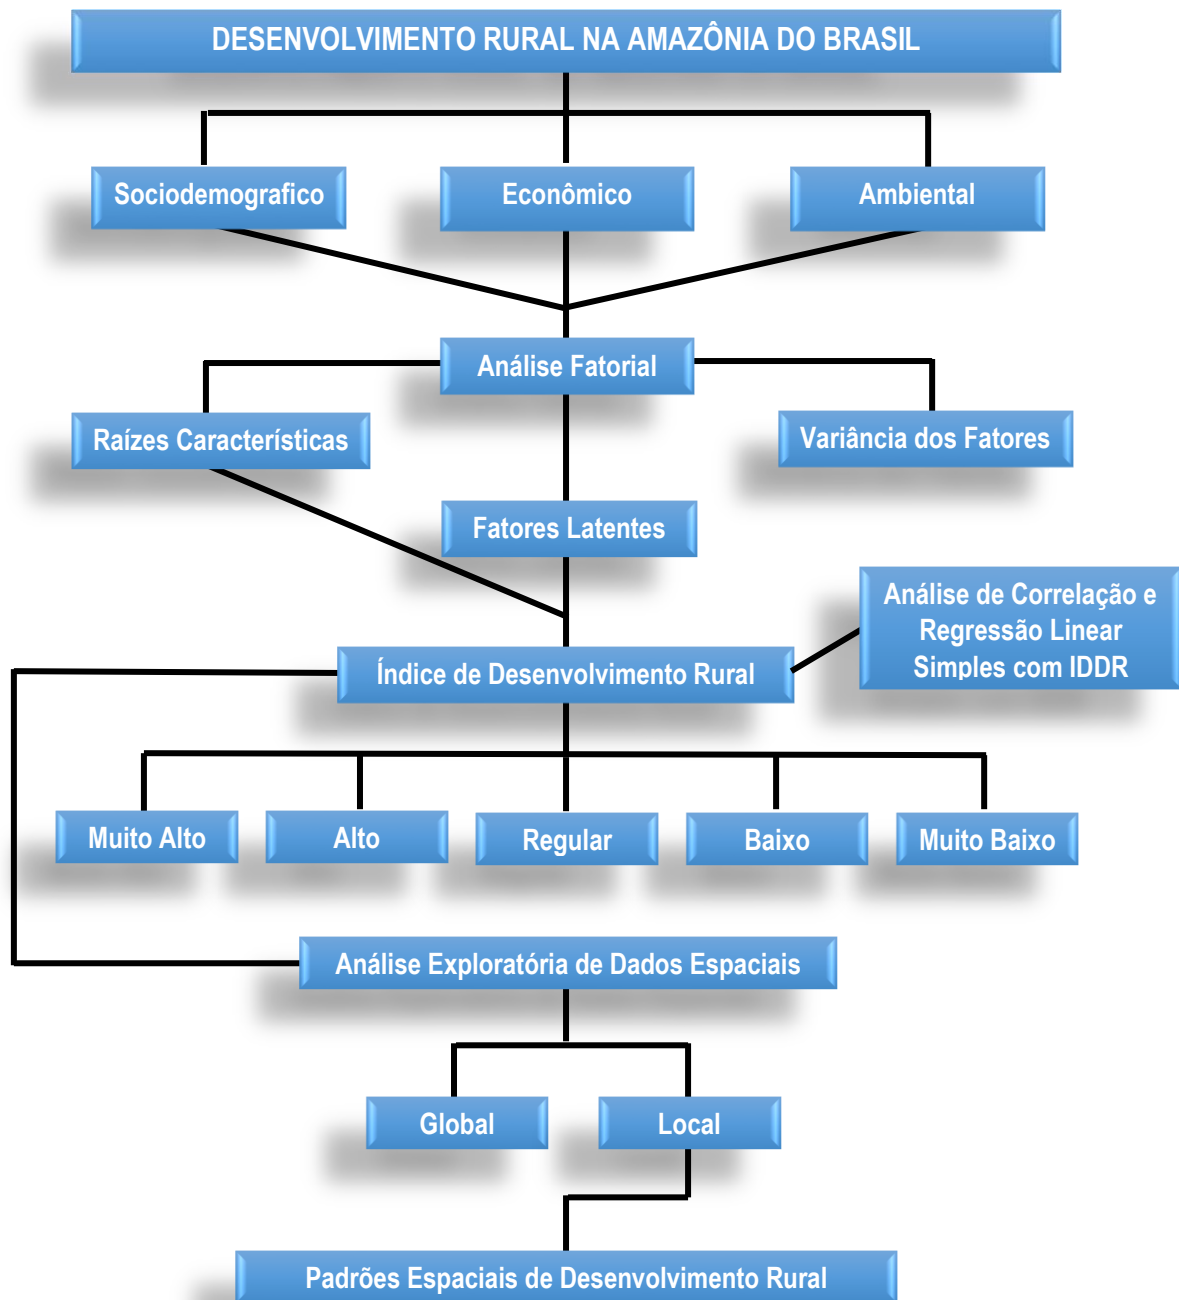 DESENVOLVIMENTO RURAL NA AMAZÔNIA DO BRASIL
Sociodemografico
Econômico
Ambiental
Análise Fatorial
Raízes Características
Variância dos Fatores
Fatores Latentes
Análise de Correlação e
Regressão Linear
Simples com IDDR
Índice de Desenvolvimento Rural
Muito Alto
Alto
Regular
Baixo
Muito Baixo
Análise Exploratória de Dados Espaciais
Global
Local
Padrões Espaciais de Desenvolvimento Rural